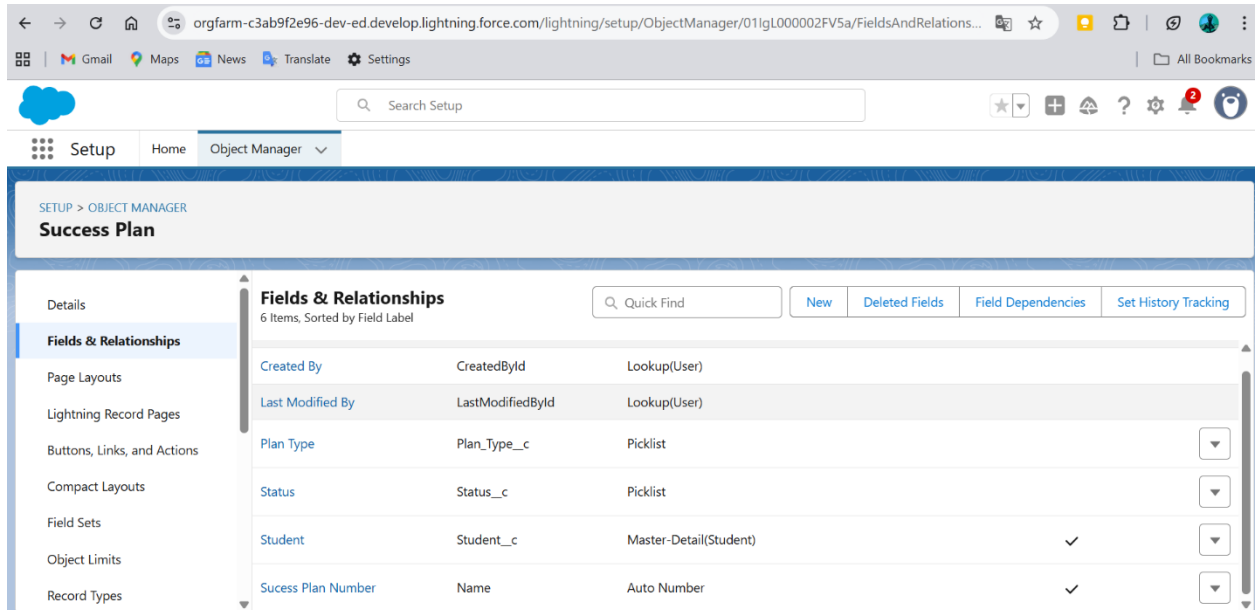 orgfarm-c3ab9f2e96-dev-ed.develop.lightning.force.com/lightning/setup/ObjectManager/01IgL000002FV5a/FieldsAndRelations...
Gmail Maps GE News Translate Settings All Bookmarks
Search Setup 2
Setup Home Object Manager
SETUP > OBJECT MANAGER
Success Plan
Details
Fields & Relationships
Page Layouts
Lightning Record Pages
Buttons, Links, and Actions
Compact Layouts
Field Sets
Object Limits
Record Types
Fields & Relationships
6 Items, Sorted by Field Label
Quick Find New Deleted Fields Field Dependencies Set History Tracking
Created By CreatedById Lookup(User)
Last Modified By LastModifiedById Lookup(User)
Plan Type Plan_Type__c Picklist
Status Status__c Picklist
Student Student__c Master-Detail(Student)
Sucess Plan Number Name Auto Number